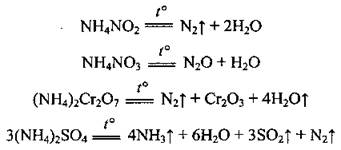 t°
NH₄NO₂ ═══ N₂↑ + 2H₂O
t°
NH₄NO₃ ═══ N₂O + H₂O
t°
(NH₄)₂Cr₂O₇ ═══ N₂↑ + Cr₂O₃ + 4H₂O↑
t°
3(NH₄)₂SO₄ ═══ 4NH₃↑ + 6H₂O + 3SO₂↑ + N₂↑